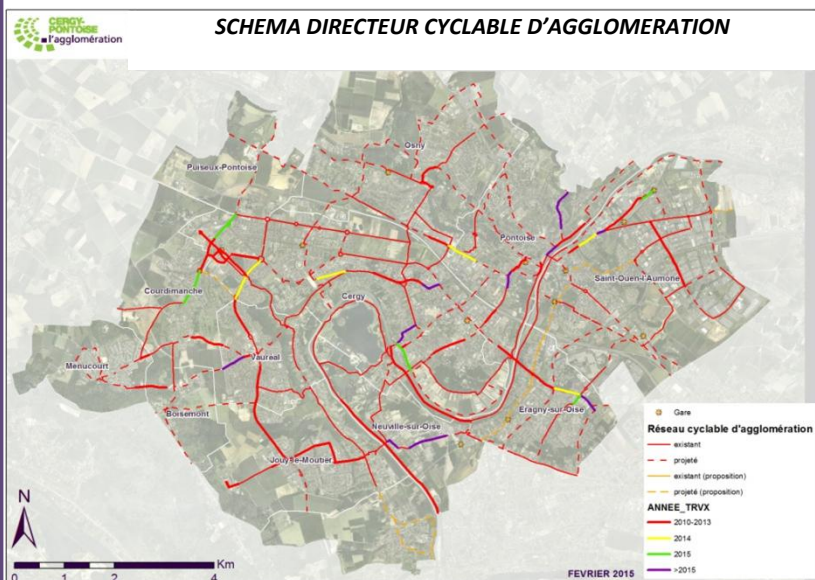 CERGY-
PONTOISE
l'agglomération
SCHEMA DIRECTEUR CYCLABLE D'AGGLOMERATION
Osny
Puiseux-Pontoise
Pontoise
Saint-Ouen-l'Aumone
Courdimanche
Cergy
Vaureal
Menucourt
Boisemont
Eragny-sur-Oise
Neuville-sur-Oise
Jouy-le-Moutier
Gare
Réseau cyclable d'agglomération
existant
projeté
existant (proposition)
projeté (proposition)
ANNEE_TRVX
2010-2013
2014
2015
>2015
N
Km
0 1 2 4
FEVRIER 2015